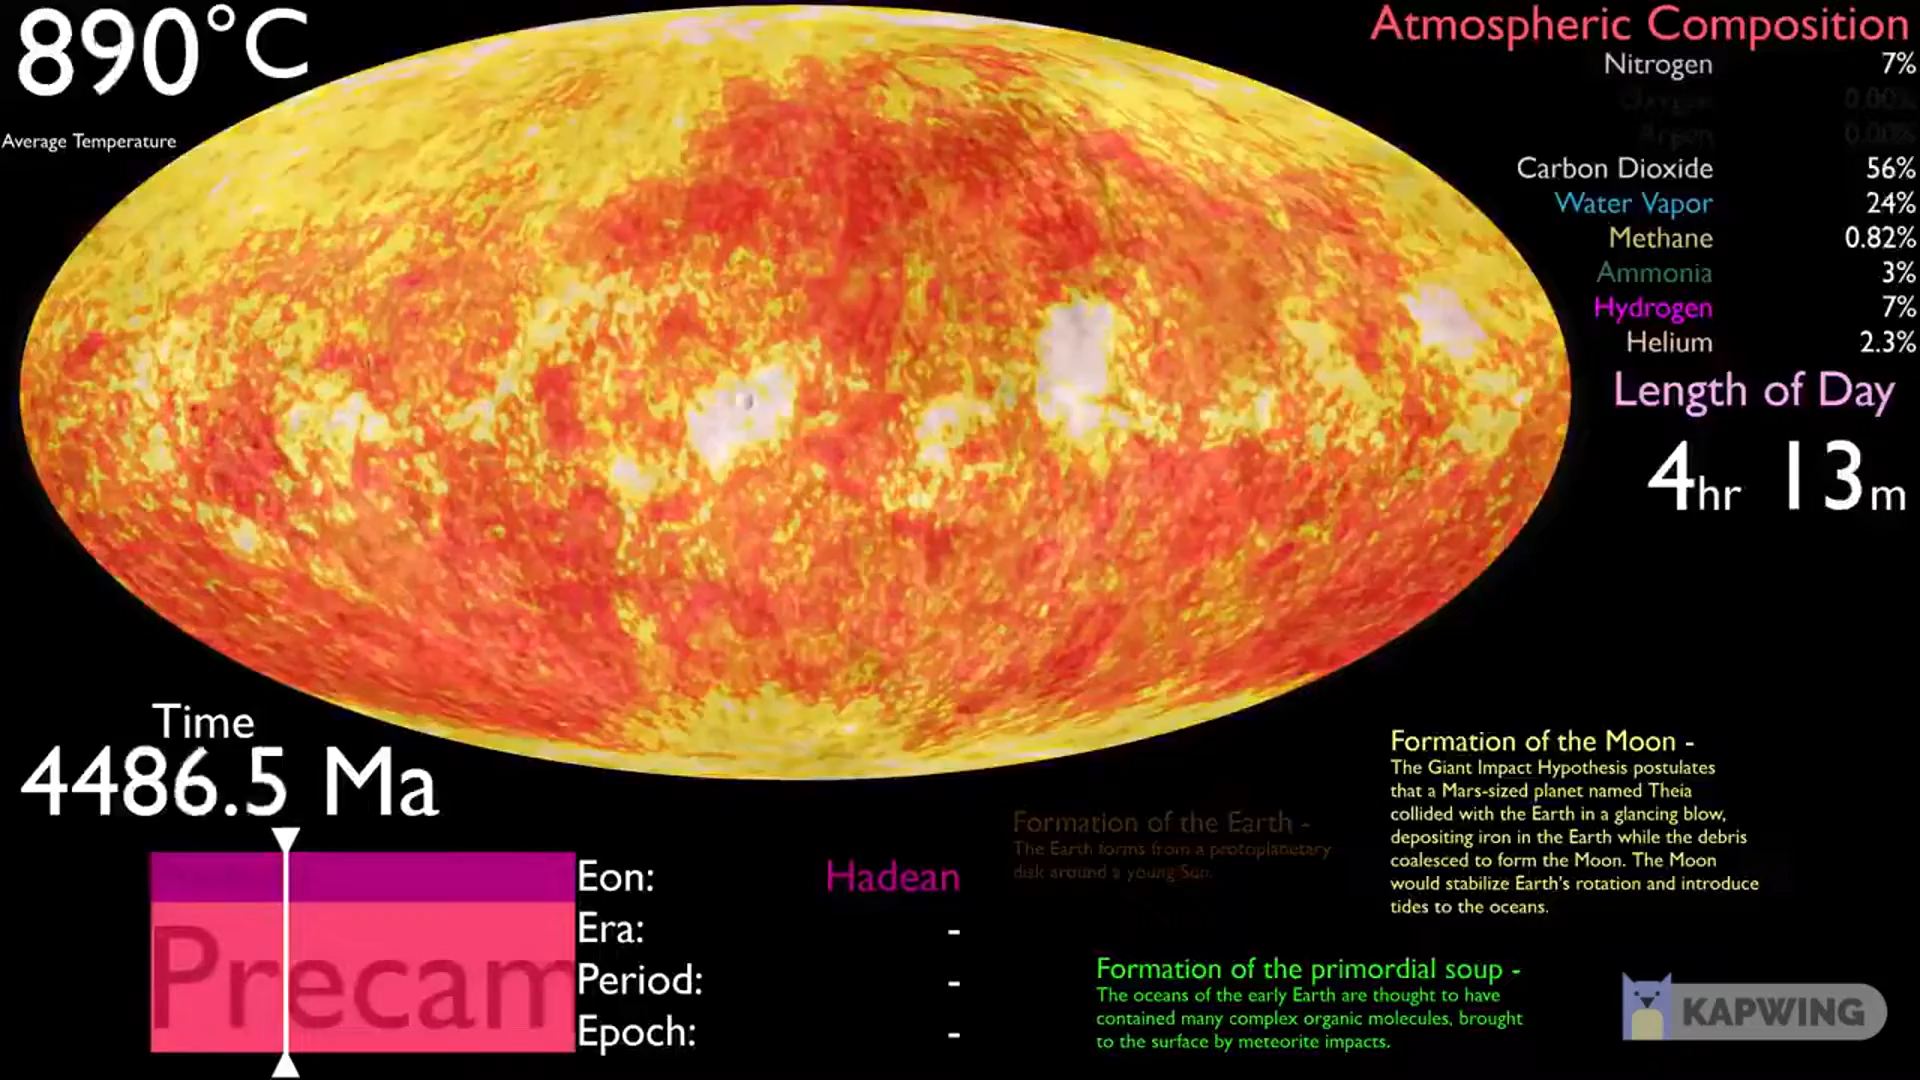 890°C
Average Temperature
Atmospheric Composition
Nitrogen 7%
Oxygen 0.00%
Argon 0.00%
Carbon Dioxide 56%
Water Vapor 24%
Methane 0.82%
Ammonia 3%
Hydrogen 7%
Helium 2.3%
Length of Day
4hr 13m
Time
4486.5 Ma
Precam
Eon: Hadean
Era: -
Period: -
Epoch: -
Formation of the Earth -
The Earth forms from a protoplanetary
disk around a young Sun.
Formation of the Moon -
The Giant Impact Hypothesis postulates
that a Mars-sized planet named Theia
collided with the Earth in a glancing blow,
depositing iron in the Earth while the debris
coalesced to form the Moon. The Moon
would stabilize Earth's rotation and introduce
tides to the oceans.
Formation of the primordial soup -
The oceans of the early Earth are thought to have
contained many complex organic molecules, brought
to the surface by meteorite impacts.
KAPWING